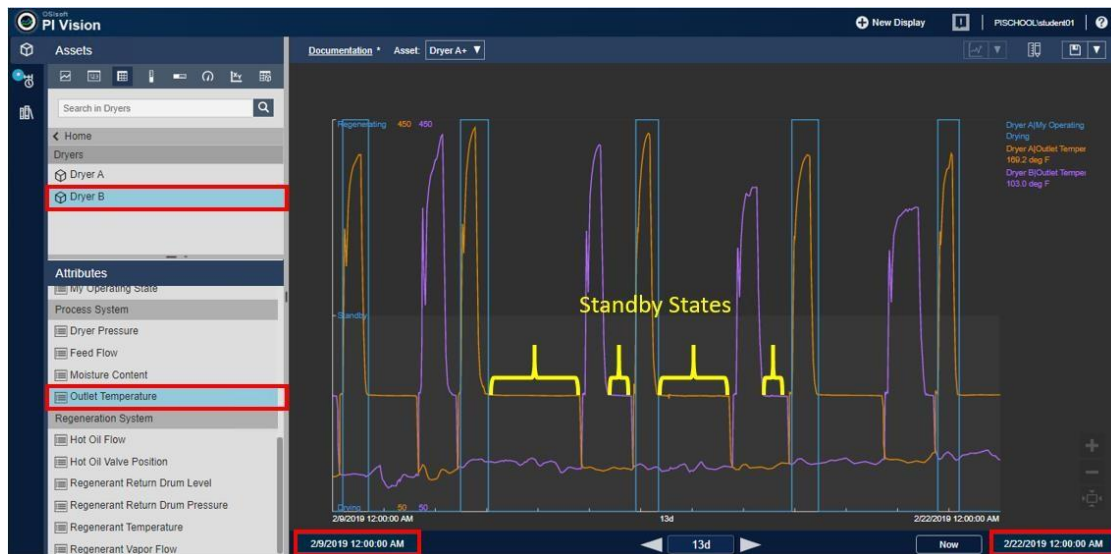 OSIsoft
PI Vision
New Display
PISCHOOL\student01
?
Assets
Documentation * Asset: Dryer A+
Search in Dryers
Home
Dryers
Dryer A
Dryer B
Attributes
My Operating State
Process System
Dryer Pressure
Feed Flow
Moisture Content
Outlet Temperature
Regeneration System
Hot Oil Flow
Hot Oil Valve Position
Regenerant Return Drum Level
Regenerant Return Drum Pressure
Regenerant Temperature
Regenerant Vapor Flow
Regenerating 450 450
Dryer A|My Operating
Drying
Dryer A|Outlet Temper
169.2 deg F
Dryer B|Outlet Temper
103.0 deg F
Standby States
Standby
Drying 50 50
2/9/2019 12:00:00 AM 13d 2/22/2019 12:00:00 AM
2/9/2019 12:00:00 AM 13d Now 2/22/2019 12:00:00 AM